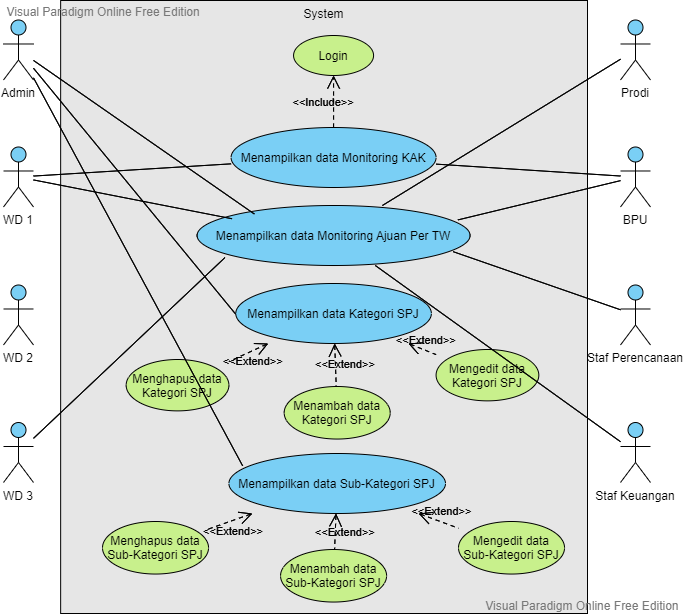 Visual Paradigm Online Free Edition
System
Login
Admin
Prodi
<<Include>>
Menampilkan data Monitoring KAK
WD 1
BPU
Menampilkan data Monitoring Ajuan Per TW
Menampilkan data Kategori SPJ
WD 2
Staf Perencanaan
<<Extend>>
<<Extend>>
<<Extend>>
Menghapus data
Kategori SPJ
Menambah data
Kategori SPJ
Mengedit data
Kategori SPJ
WD 3
Staf Keuangan
Menampilkan data Sub-Kategori SPJ
<<Extend>>
<<Extend>>
<<Extend>>
Menghapus data
Sub-Kategori SPJ
Menambah data
Sub-Kategori SPJ
Mengedit data
Sub-Kategori SPJ
Visual Paradigm Online Free Edition